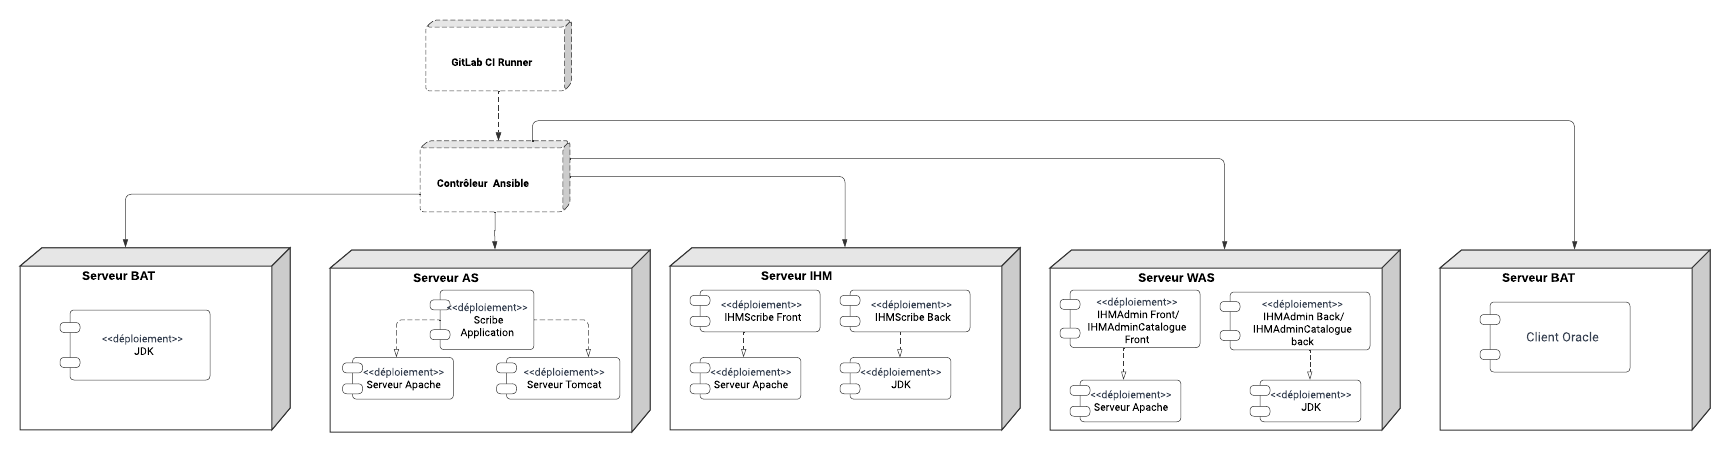 GitLab CI Runner
Contrôleur  Ansible
Serveur BAT
<<déploiement>>
JDK
Serveur AS
<<déploiement>>
Scribe
Application
<<déploiement>>
Serveur Apache
<<déploiement>>
Serveur Tomcat
Serveur IHM
<<déploiement>>
IHMScribe Front
<<déploiement>>
IHMScribe Back
<<déploiement>>
Serveur Apache
<<déploiement>>
JDK
Serveur WAS
<<déploiement>>
IHMAdmin Front/
IHMAdminCatalogue
Front
<<déploiement>>
IHMAdmin Back/
IHMAdminCatalogue
back
<<déploiement>>
Serveur Apache
<<déploiement>>
JDK
Serveur BAT
Client Oracle